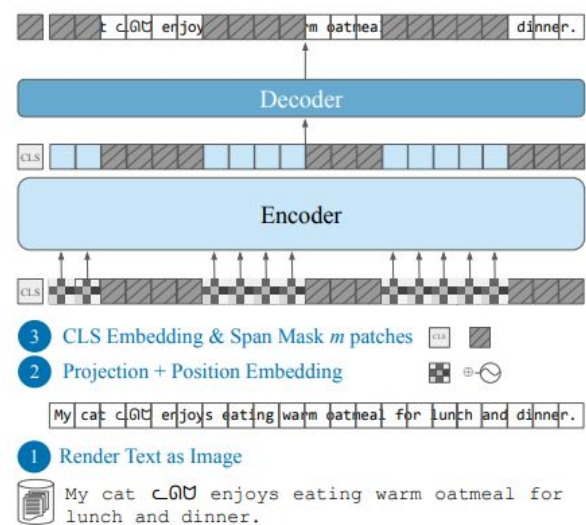 t ᓚᘏᗢ enjoy m oatmea dinner.
Decoder
CLS
Encoder
CLS
3 CLS Embedding & Span Mask m patches CLS
2 Projection + Position Embedding
My cat ᓚᘏᗢ enjoys eating warm oatmeal for lunch and dinner.
1 Render Text as Image
My cat ᓚᘏᗢ enjoys eating warm oatmeal for
lunch and dinner.